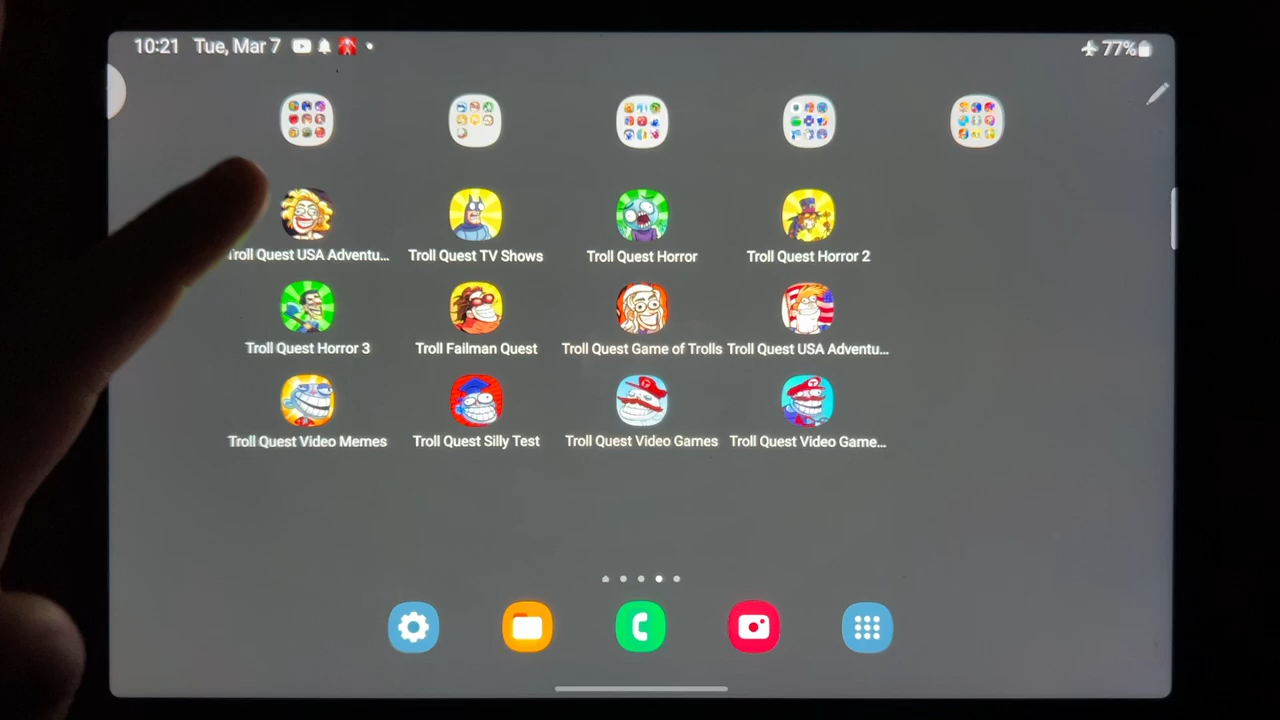 10:21 Tue, Mar 7
77%
Troll Quest USA Adventu... Troll Quest TV Shows Troll Quest Horror Troll Quest Horror 2
Troll Quest Horror 3 Troll Failman Quest Troll Quest Game of Trolls Troll Quest USA Adventu...
Troll Quest Video Memes Troll Quest Silly Test Troll Quest Video Games Troll Quest Video Game...